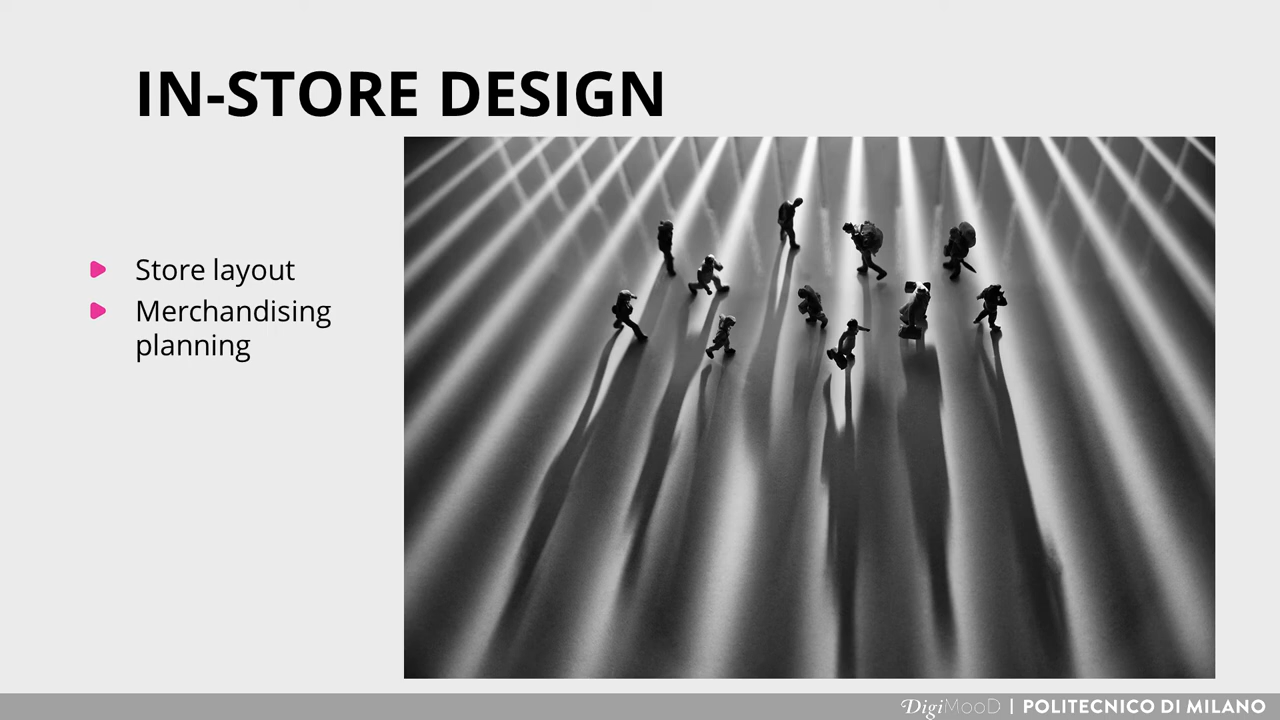 IN-STORE DESIGN
Store layout
Merchandising
planning
DigiMooD | POLITECNICO DI MILANO